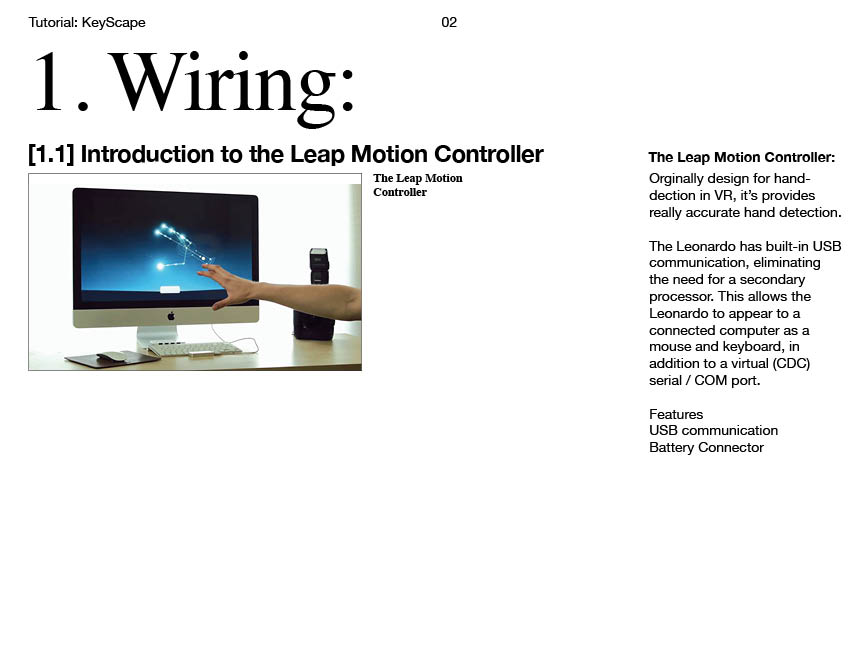 Tutorial: KeyScape
02
1. Wiring:
[1.1] Introduction to the Leap Motion Controller
The Leap Motion
Controller
The Leap Motion Controller:
Orginally design for hand-
dection in VR, it's provides
really accurate hand detection.
The Leonardo has built-in USB
communication, eliminating
the need for a secondary
processor. This allows the
Leonardo to appear to a
connected computer as a
mouse and keyboard, in
addition to a virtual (CDC)
serial / COM port.
Features
USB communication
Battery Connector